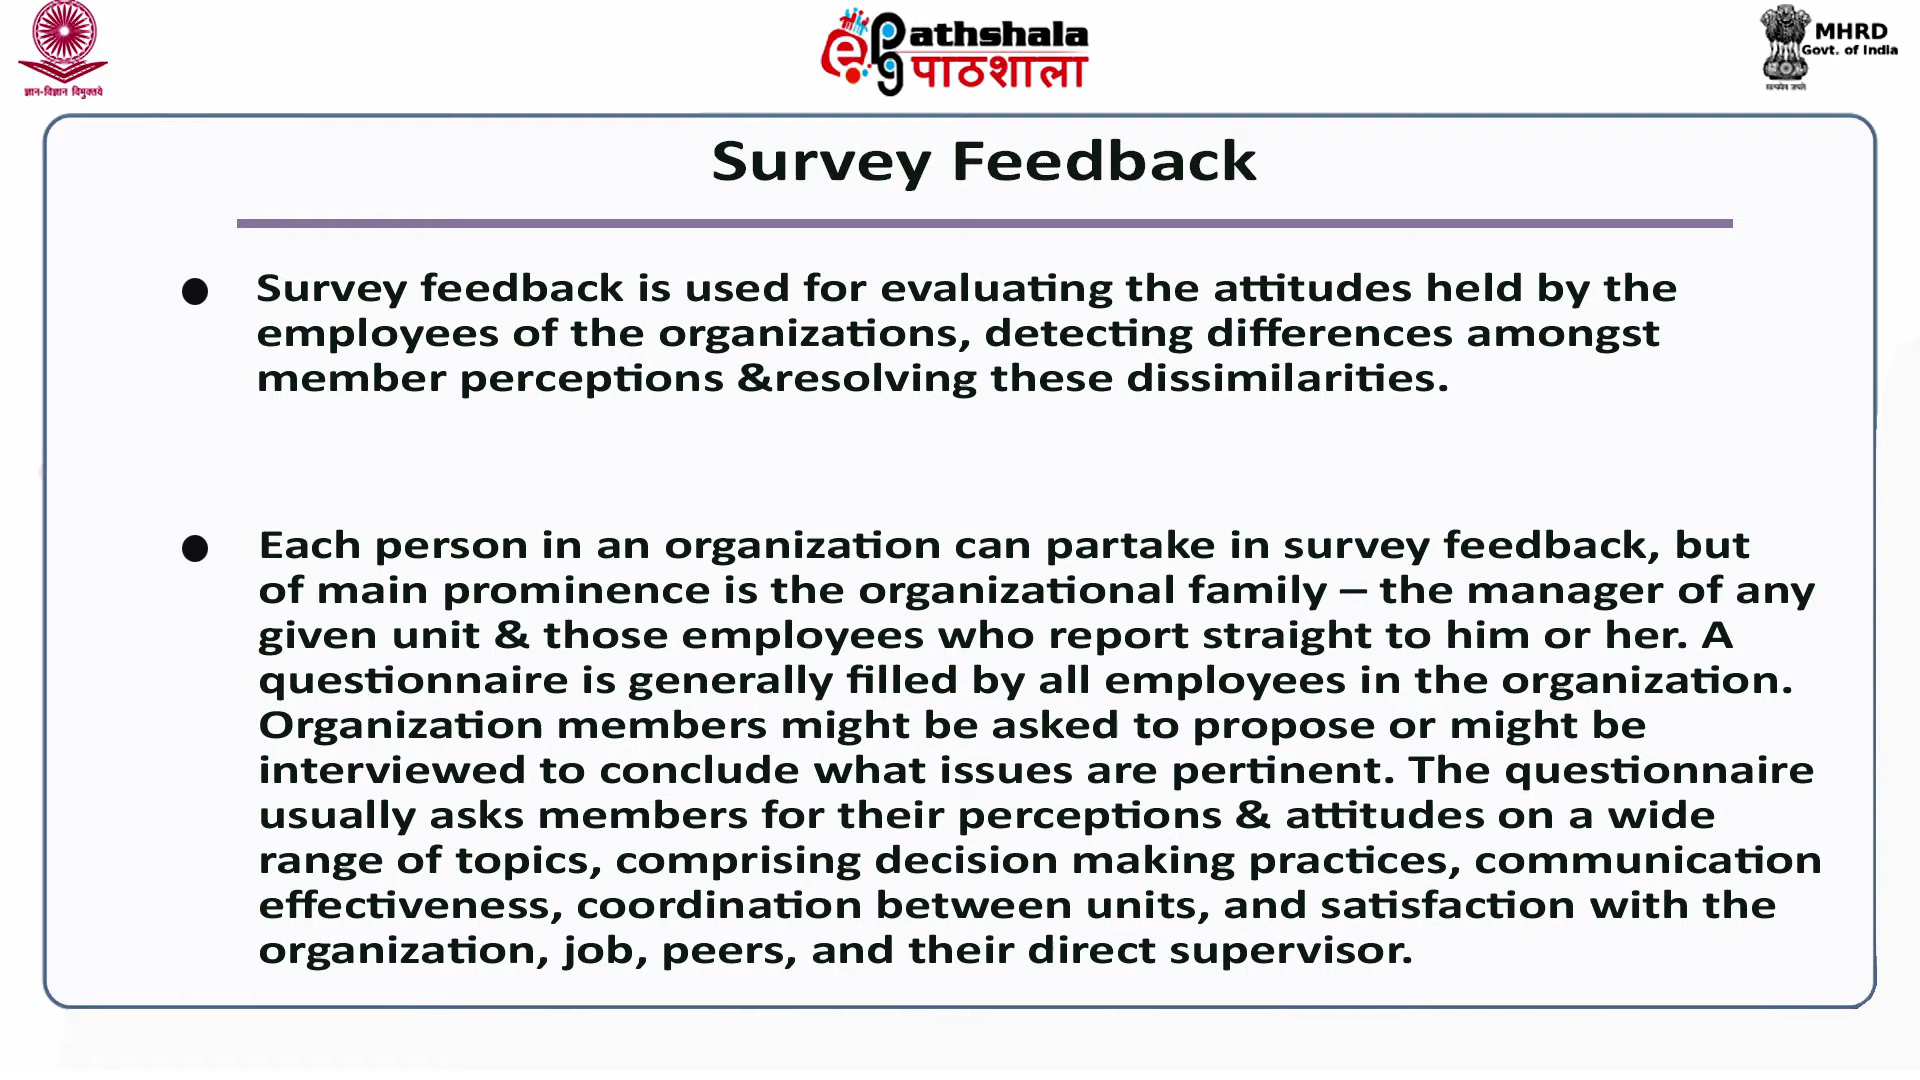 ज्ञान-विज्ञान विमुक्तये
ePathshala
पाठशाला
MHRD
Govt. of India
सत्यमेव जयते
Survey Feedback
● Survey feedback is used for evaluating the attitudes held by the
employees of the organizations, detecting differences amongst
member perceptions &resolving these dissimilarities.
● Each person in an organization can partake in survey feedback, but
of main prominence is the organizational family – the manager of any
given unit & those employees who report straight to him or her. A
questionnaire is generally filled by all employees in the organization.
Organization members might be asked to propose or might be
interviewed to conclude what issues are pertinent. The questionnaire
usually asks members for their perceptions & attitudes on a wide
range of topics, comprising decision making practices, communication
effectiveness, coordination between units, and satisfaction with the
organization, job, peers, and their direct supervisor.